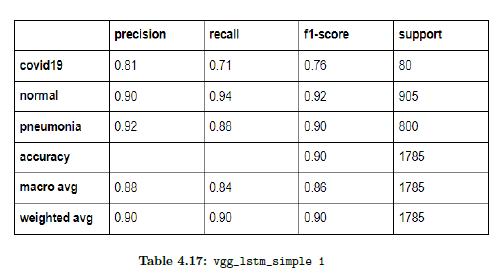 precision recall f1-score support
covid19 0.81 0.71 0.76 80
normal 0.90 0.94 0.92 905
pneumonia 0.92 0.88 0.90 800
accuracy 0.90 1785
macro avg 0.88 0.84 0.86 1785
weighted avg 0.90 0.90 0.90 1785
Table 4.17: vgg_lstm_simple 1